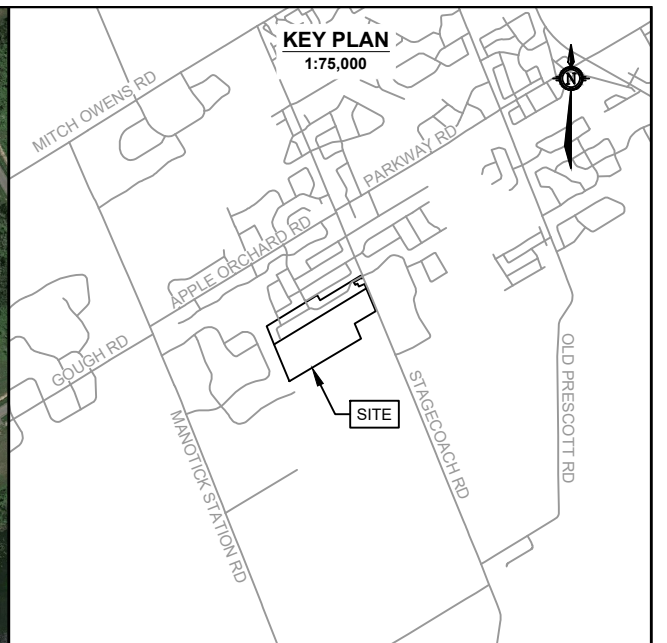 KEY PLAN
1:75,000
N
MITCH OWENS RD
PARKWAY RD
APPLE ORCHARD RD
GOUGH RD
OLD PRESCOTT RD
STAGECOACH RD
SITE
MANOTICK STATION RD